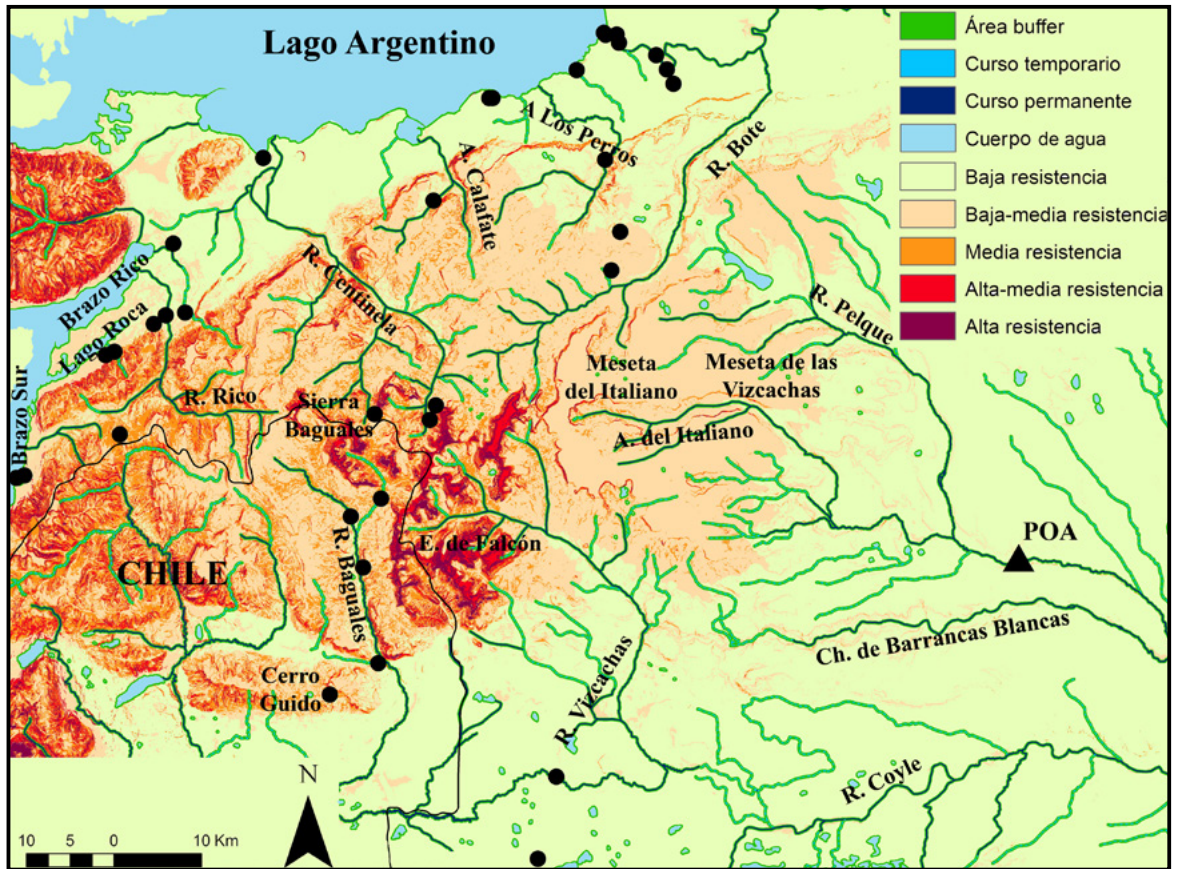 Lago Argentino
Área buffer
Curso temporario
Curso permanente
Cuerpo de agua
Baja resistencia
Baja-media resistencia
Media resistencia
Alta-media resistencia
Alta resistencia
A Los Perros
R. Bote
A. Calafate
R. Centinela
Brazo Rico
Lago Roca
Brazo Sur
R. Rico
Sierra
Baguales
Meseta
del Italiano
Meseta de las
Vizcachas
R. Pelque
A. del Italiano
E. de Falcón
R. Baguales
CHILE
POA
Ch. de Barrancas Blancas
Cerro
Guido
R. Vizcachas
R. Coyle
N
10 5 0 10 Km